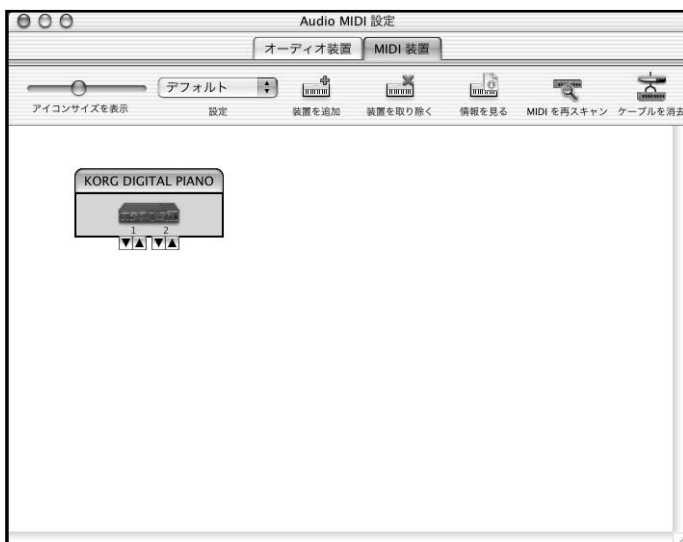 Audio MIDI 設定
オーディオ装置 MIDI 装置
デフォルト
アイコンサイズを表示 設定 装置を追加 装置を取り除く 情報を見る MIDI を再スキャン ケーブルを消去
KORG DIGITAL PIANO
1 2